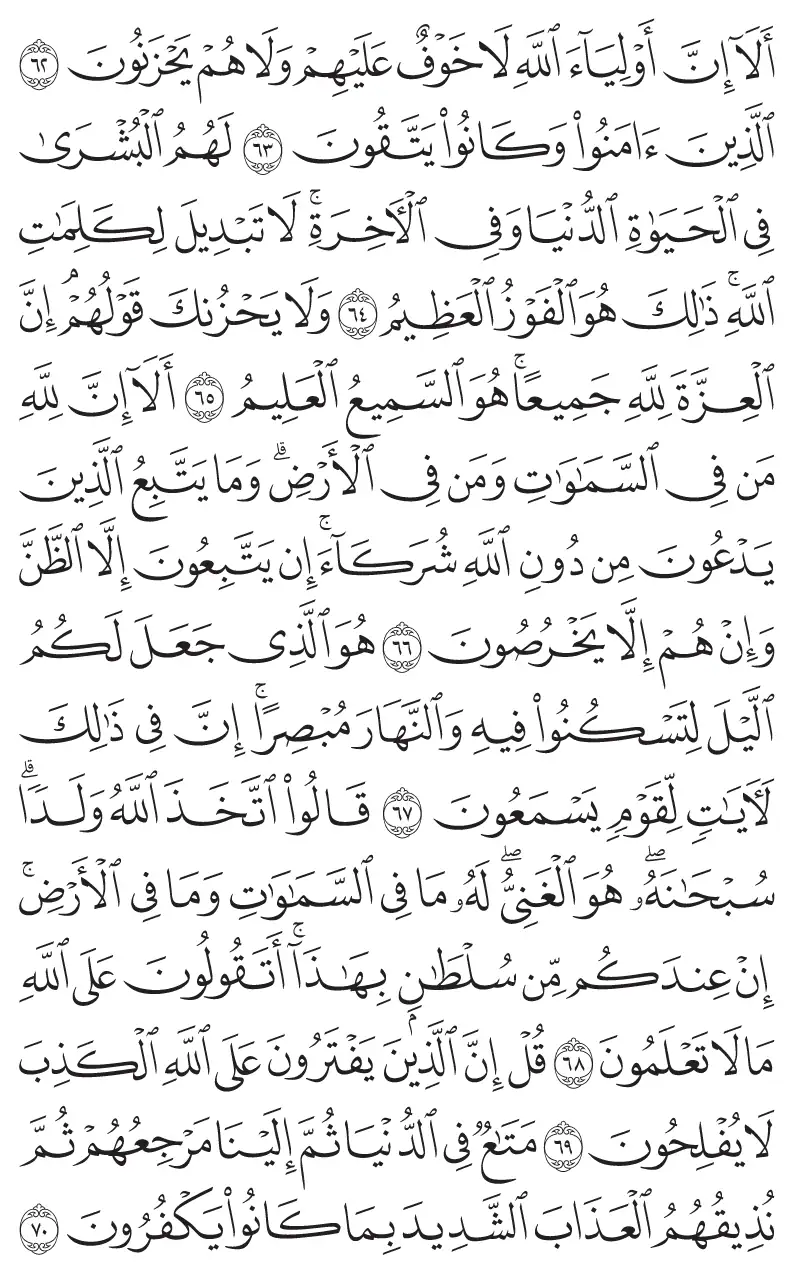 أَلَآ إِنَّ أَوْلِيَآءَ ٱللَّهِ لَا خَوْفٌ عَلَيْهِمْ وَلَا هُمْ يَحْزَنُونَ ٦٢
ٱلَّذِينَ ءَامَنُوا۟ وَكَانُوا۟ يَتَّقُونَ ٦٣ لَهُمُ ٱلْبُشْرَىٰ
فِى ٱلْحَيَوٰةِ ٱلدُّنْيَا وَفِى ٱلْـَٔاخِرَةِ ۚ لَا تَبْدِيلَ لِكَلِمَـٰتِ
ٱللَّهِ ۚ ذَٰلِكَ هُوَ ٱلْفَوْزُ ٱلْعَظِيمُ ٦٤ وَلَا يَحْزُنكَ قَوْلُهُمْ ۘ إِنَّ
ٱلْعِزَّةَ لِلَّهِ جَمِيعًا ۚ هُوَ ٱلسَّمِيعُ ٱلْعَلِيمُ ٦٥ أَلَآ إِنَّ لِلَّهِ
مَن فِى ٱلسَّمَـٰوَٰتِ وَمَن فِى ٱلْأَرْضِ ۗ وَمَا يَتَّبِعُ ٱلَّذِينَ
يَدْعُونَ مِن دُونِ ٱللَّهِ شُرَكَآءَ ۚ إِن يَتَّبِعُونَ إِلَّا ٱلظَّنَّ
وَإِنْ هُمْ إِلَّا يَخْرُصُونَ ٦٦ هُوَ ٱلَّذِى جَعَلَ لَكُمُ
ٱلَّيْلَ لِتَسْكُنُوا۟ فِيهِ وَٱلنَّهَارَ مُبْصِرًا ۚ إِنَّ فِى ذَٰلِكَ
لَـَٔايَـٰتٍ لِّقَوْمٍ يَسْمَعُونَ ٦٧ قَالُوا۟ ٱتَّخَذَ ٱللَّهُ وَلَدًا ۗ
سُبْحَـٰنَهُۥ ۖ هُوَ ٱلْغَنِىُّ ۖ لَهُۥ مَا فِى ٱلسَّمَـٰوَٰتِ وَمَا فِى ٱلْأَرْضِ ۚ
إِنْ عِندَكُم مِّن سُلْطَـٰنٍۭ بِهَـٰذَآ ۚ أَتَقُولُونَ عَلَى ٱللَّهِ
مَا لَا تَعْلَمُونَ ٦٨ قُلْ إِنَّ ٱلَّذِينَ يَفْتَرُونَ عَلَى ٱللَّهِ ٱلْكَذِبَ
لَا يُفْلِحُونَ ٦٩ مَتَـٰعٌ فِى ٱلدُّنْيَا ثُمَّ إِلَيْنَا مَرْجِعُهُمْ ثُمَّ
نُذِيقُهُمُ ٱلْعَذَابَ ٱلشَّدِيدَ بِمَا كَانُوا۟ يَكْفُرُونَ ٧٠